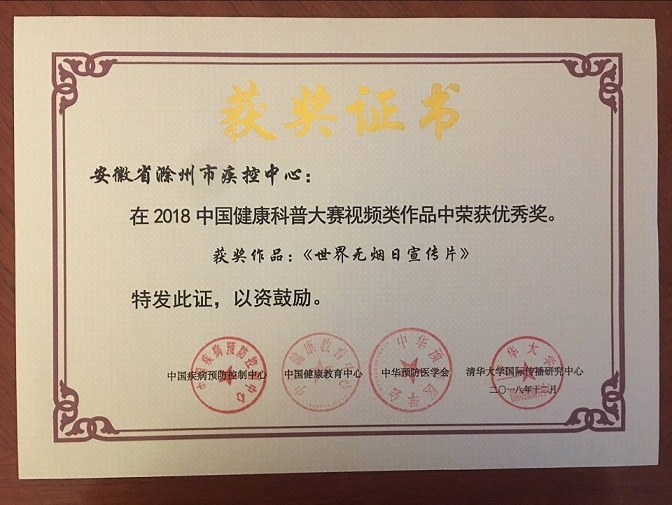 获奖证书
安徽省滁州市疾控中心：
在2018中国健康科普大赛视频类作品中荣获优秀奖。
获奖作品：《世界无烟日宣传片》
特发此证，以资鼓励。
中国疾病预防控制中心 中国健康教育中心 中华预防医学会 清华大学国际传播研究中心
二〇一八年十二月